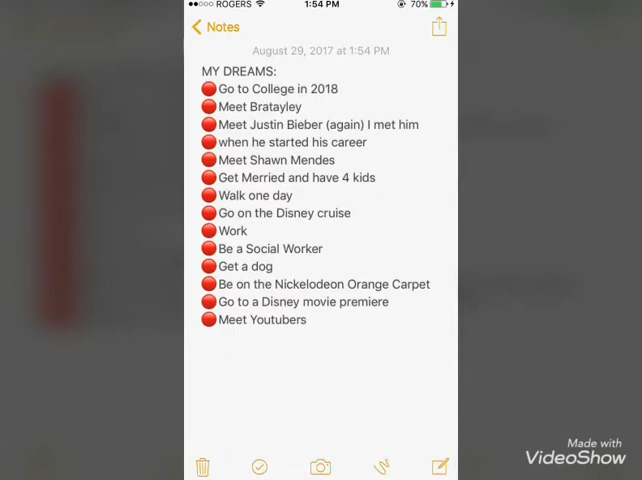 ROGERS 1:54 PM 70%
Notes
August 29, 2017 at 1:54 PM
MY DREAMS:
🔴Go to College in 2018
🔴Meet Bratayley
🔴Meet Justin Bieber (again) I met him
🔴when he started his career
🔴Meet Shawn Mendes
🔴Get Merried and have 4 kids
🔴Walk one day
🔴Go on the Disney cruise
🔴Work
🔴Be a Social Worker
🔴Get a dog
🔴Be on the Nickelodeon Orange Carpet
🔴Go to a Disney movie premiere
🔴Meet Youtubers
Made with
VideoShow